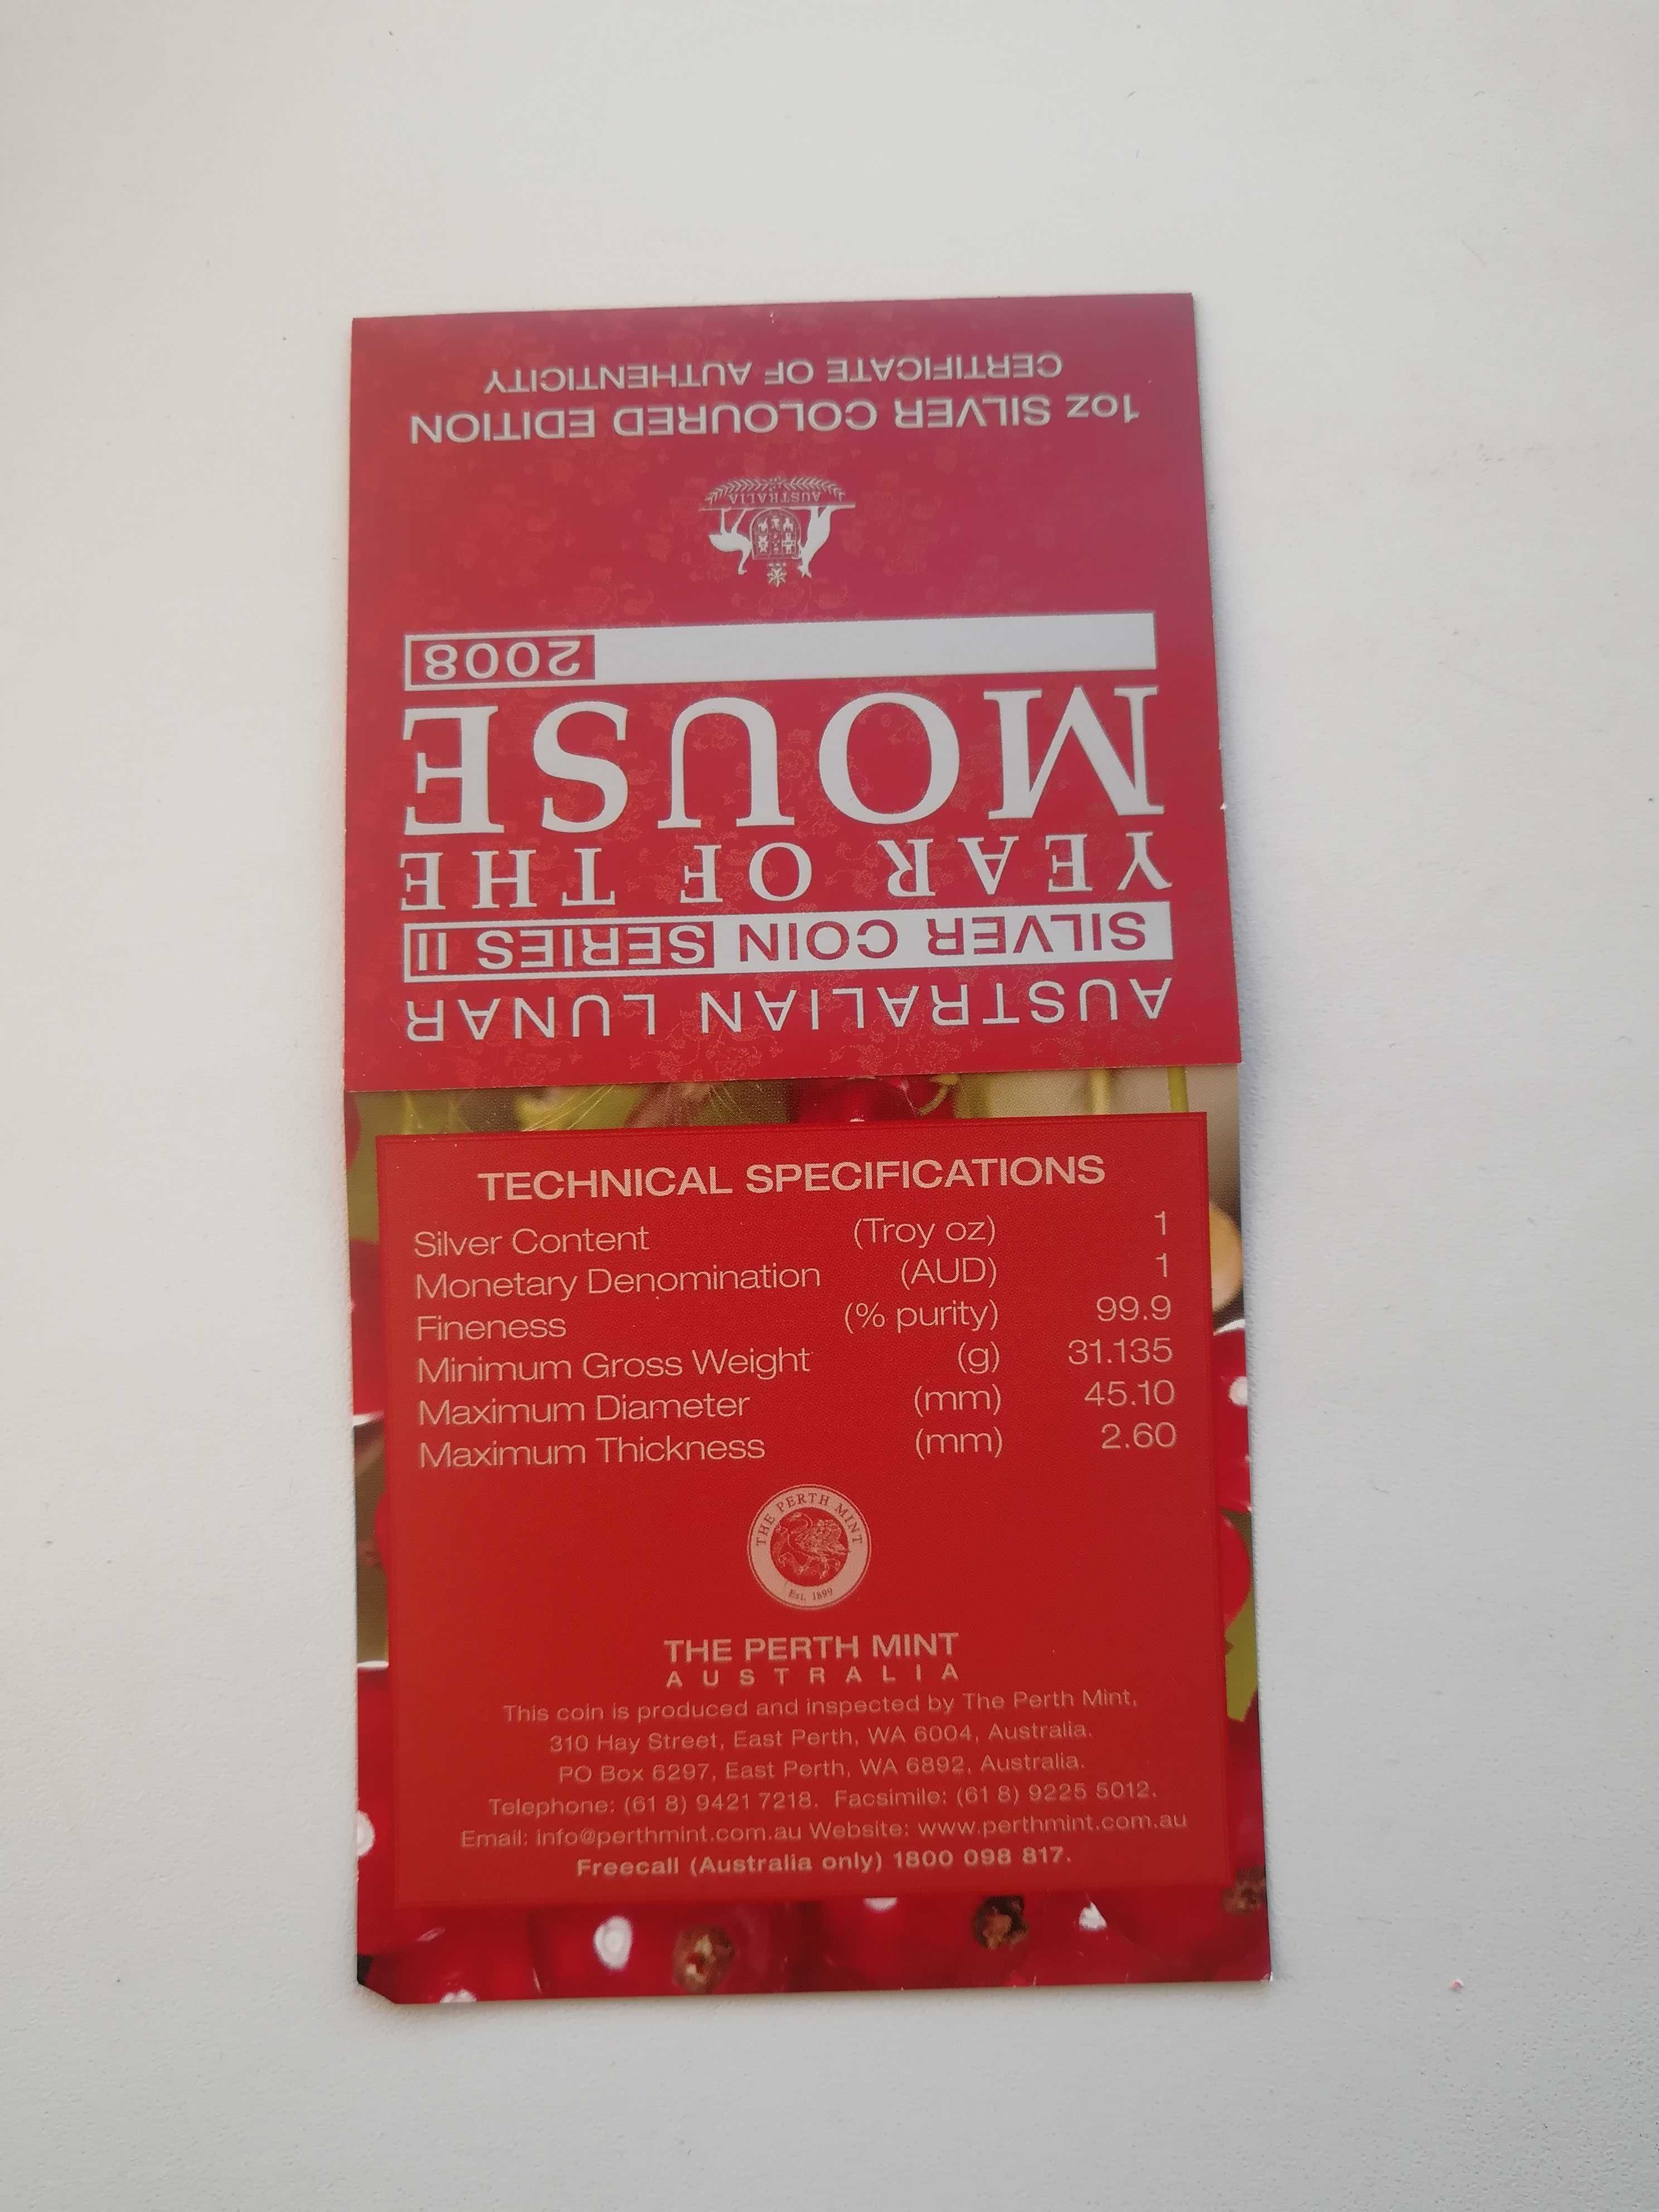 AUSTRALIAN LUNAR
SILVER COIN SERIES II
YEAR OF THE
MOUSE
2008
AUSTRALIA
1oz SILVER COLOURED EDITION
CERTIFICATE OF AUTHENTICITY
TECHNICAL SPECIFICATIONS
Silver Content (Troy oz) 1
Monetary Denomination (AUD) 1
Fineness (% purity) 99.9
Minimum Gross Weight (g) 31.135
Maximum Diameter (mm) 45.10
Maximum Thickness (mm) 2.60
THE PERTH MINT
Est. 1899
THE PERTH MINT
AUSTRALIA
This coin is produced and inspected by The Perth Mint,
310 Hay Street, East Perth, WA 6004, Australia.
PO Box 6297, East Perth, WA 6892, Australia.
Telephone: (61 8) 9421 7218. Facsimile: (61 8) 9225 5012.
Email: info@perthmint.com.au Website: www.perthmint.com.au
Freecall (Australia only) 1800 098 817.